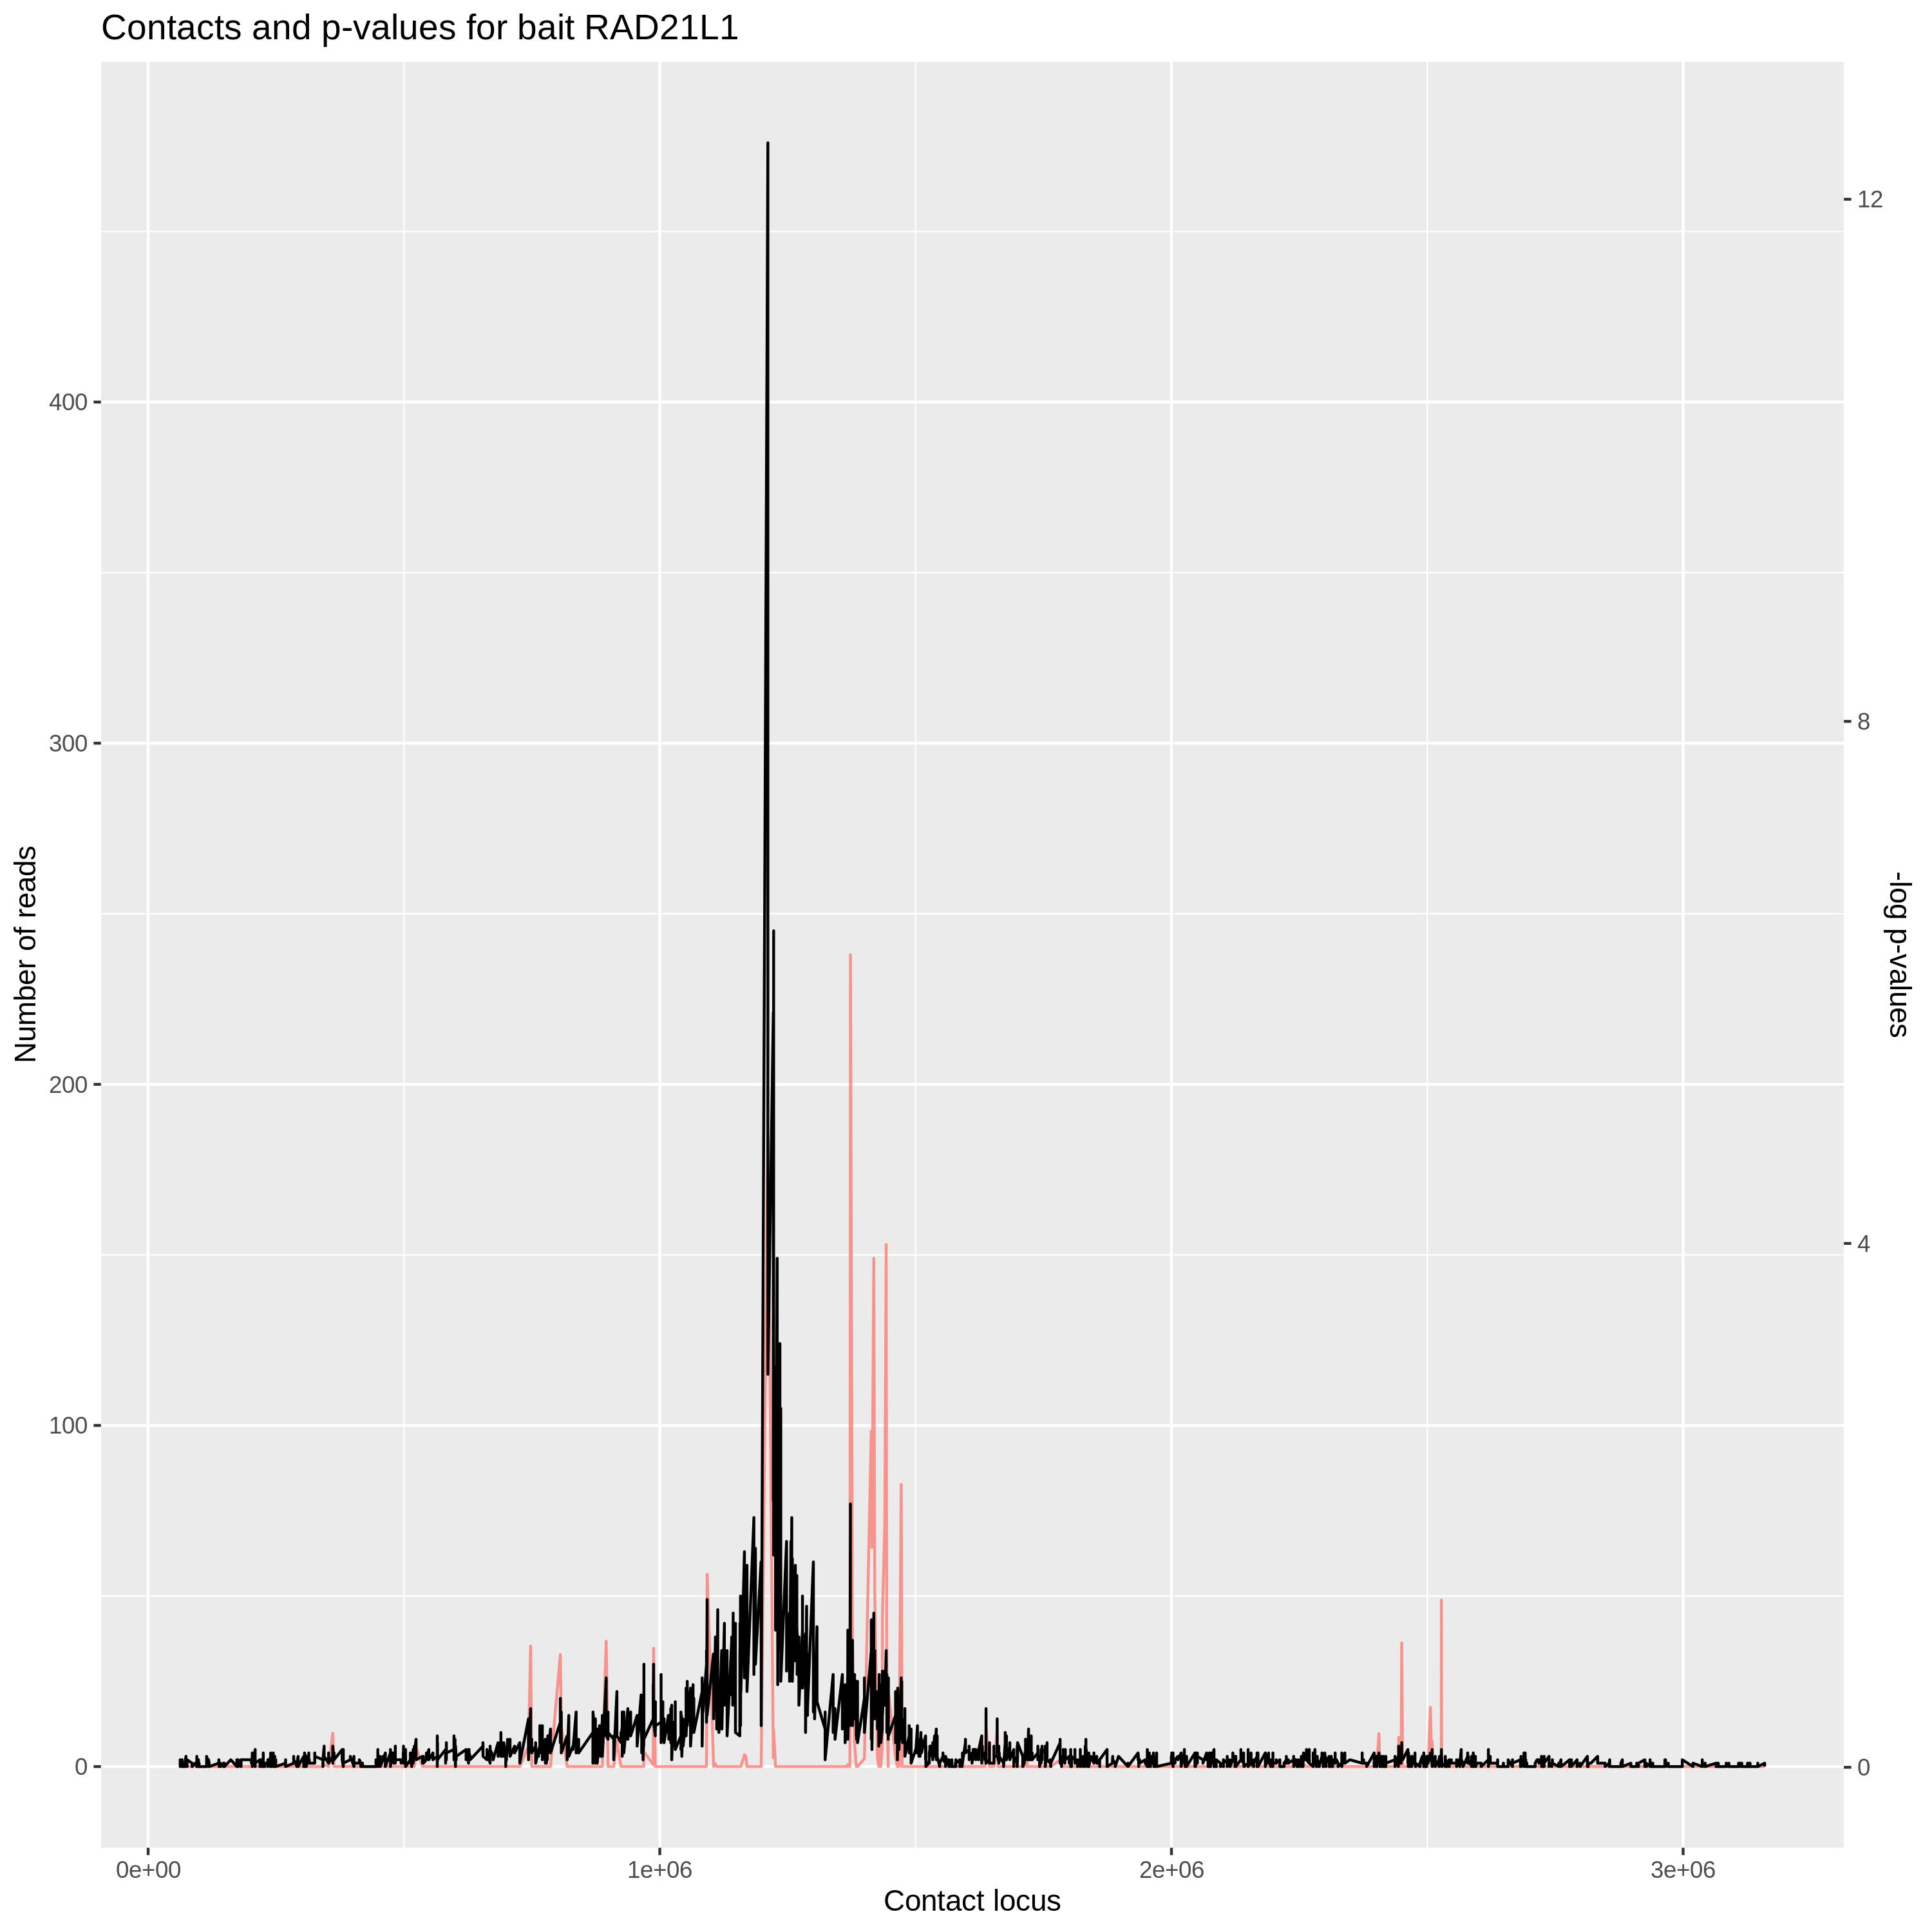 Contacts and p-values for bait RAD21L1
Number of reads
400
300
200
100
0
12
8
4
0
-log p-values
0e+00
1e+06
2e+06
3e+06
Contact locus